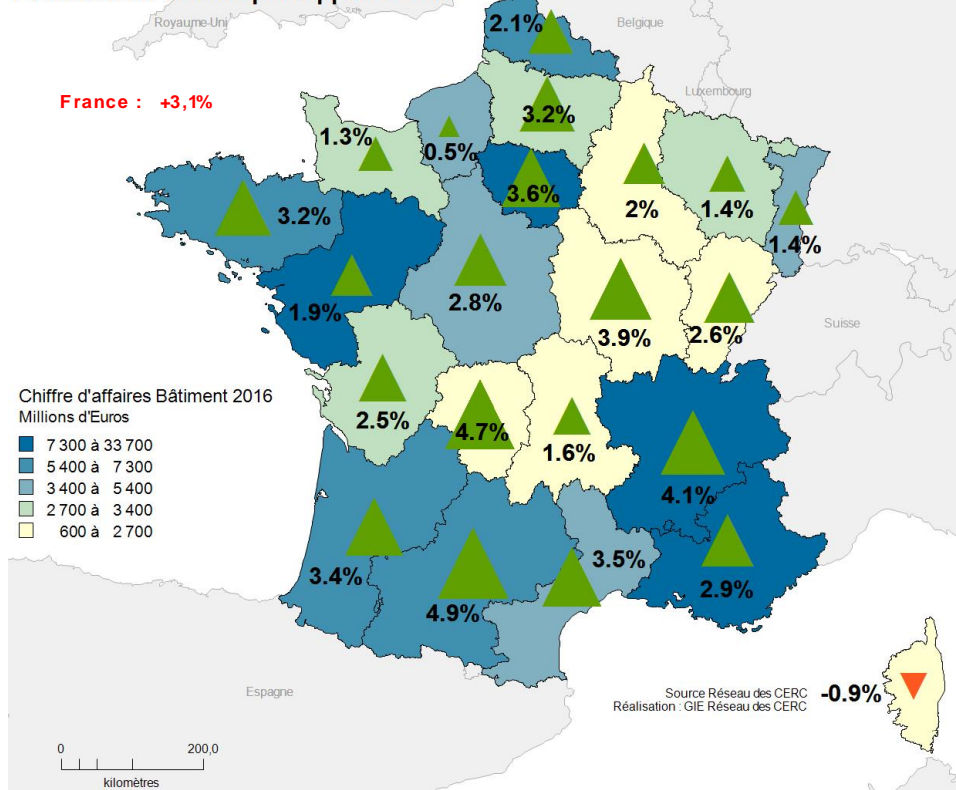 Royaume-Uni
Belgique
2.1%
Luxembourg
France : +3,1%
3.2%
1.3%
0.5%
3.6%
2%
1.4%
3.2%
1.4%
2.8%
1.9%
3.9%
2.6%
Suisse
Chiffre d'affaires Bâtiment 2016
Millions d'Euros
7 300 à 33 700
5 400 à 7 300
3 400 à 5 400
2 700 à 3 400
600 à 2 700
2.5%
4.7%
1.6%
4.1%
3.5%
3.4%
4.9%
2.9%
Espagne
Source Réseau des CERC
Réalisation : GIE Réseau des CERC
-0.9%
0 200,0
kilomètres